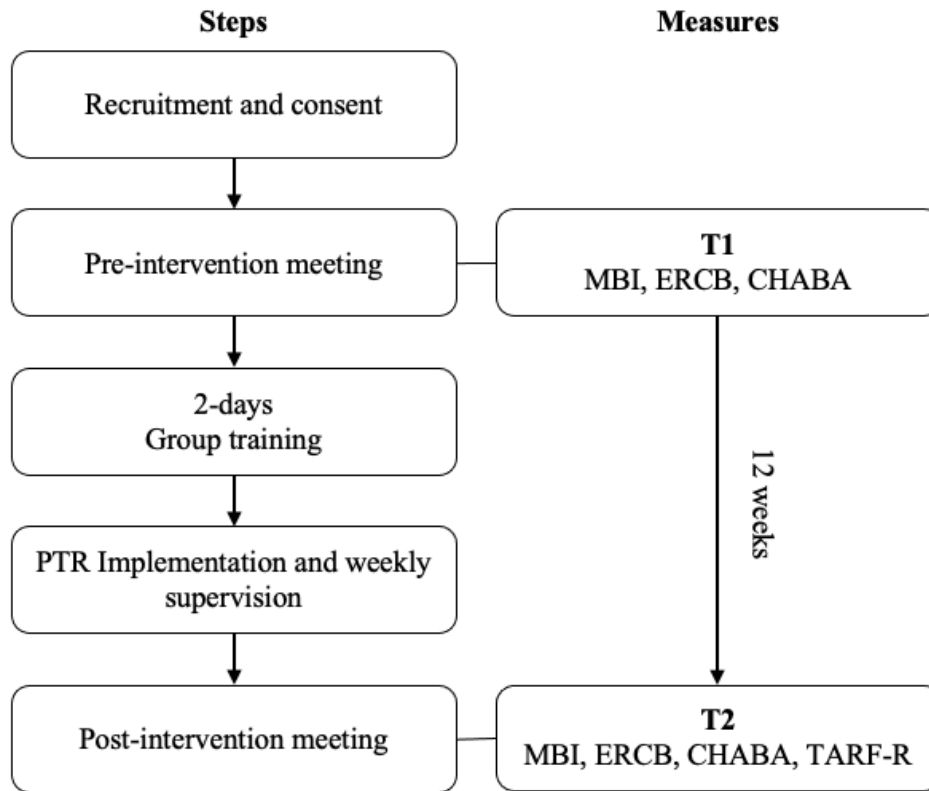 Steps
Measures
Recruitment and consent
Pre-intervention meeting
T1
MBI, ERCB, CHABA
2-days
Group training
12 weeks
PTR Implementation and weekly
supervision
Post-intervention meeting
T2
MBI, ERCB, CHABA, TARF-R